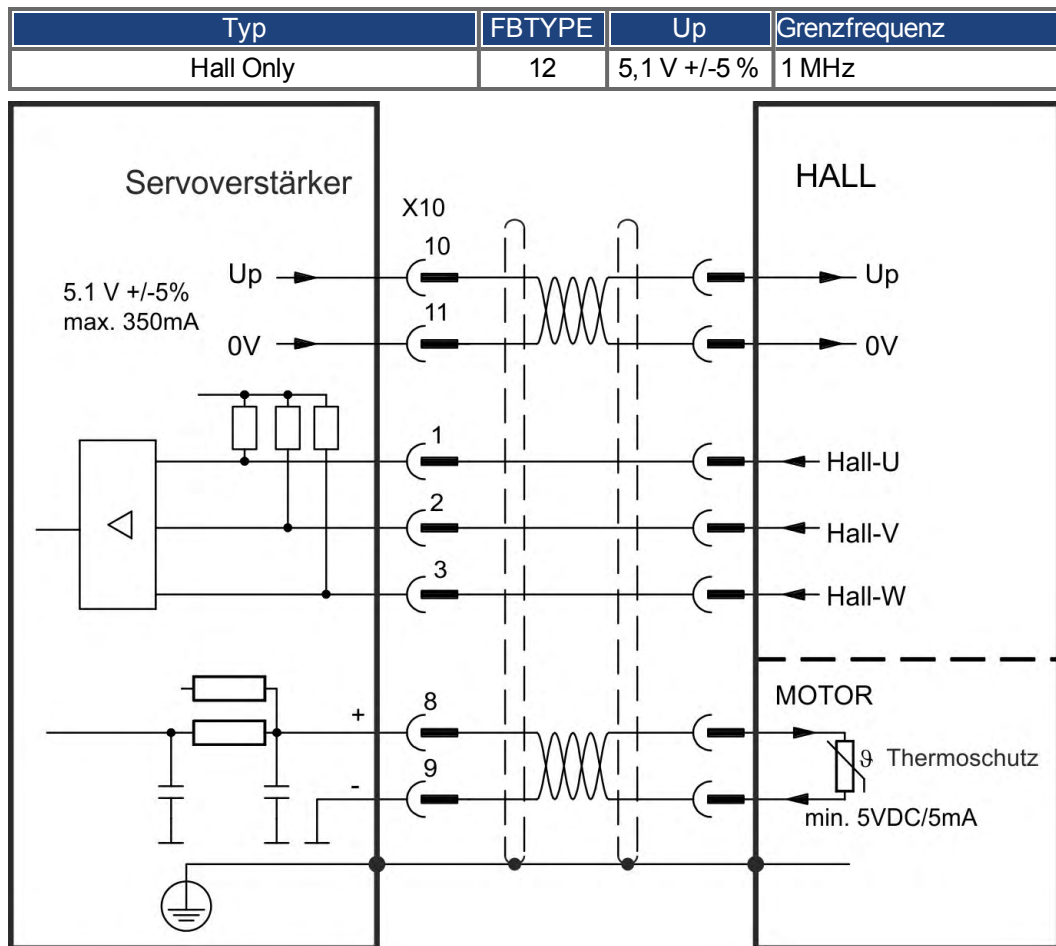 Typ FBTYPE Up Grenzfrequenz
Hall Only 12 5,1 V +/-5 % 1 MHz
Servoverstärker
HALL
X10
10
Up
Up
5.1 V +/-5%
max. 350mA
11
0V
0V
1
Hall-U
2
Hall-V
3
Hall-W
MOTOR
8
+
ϑ Thermoschutz
9
-
min. 5VDC/5mA